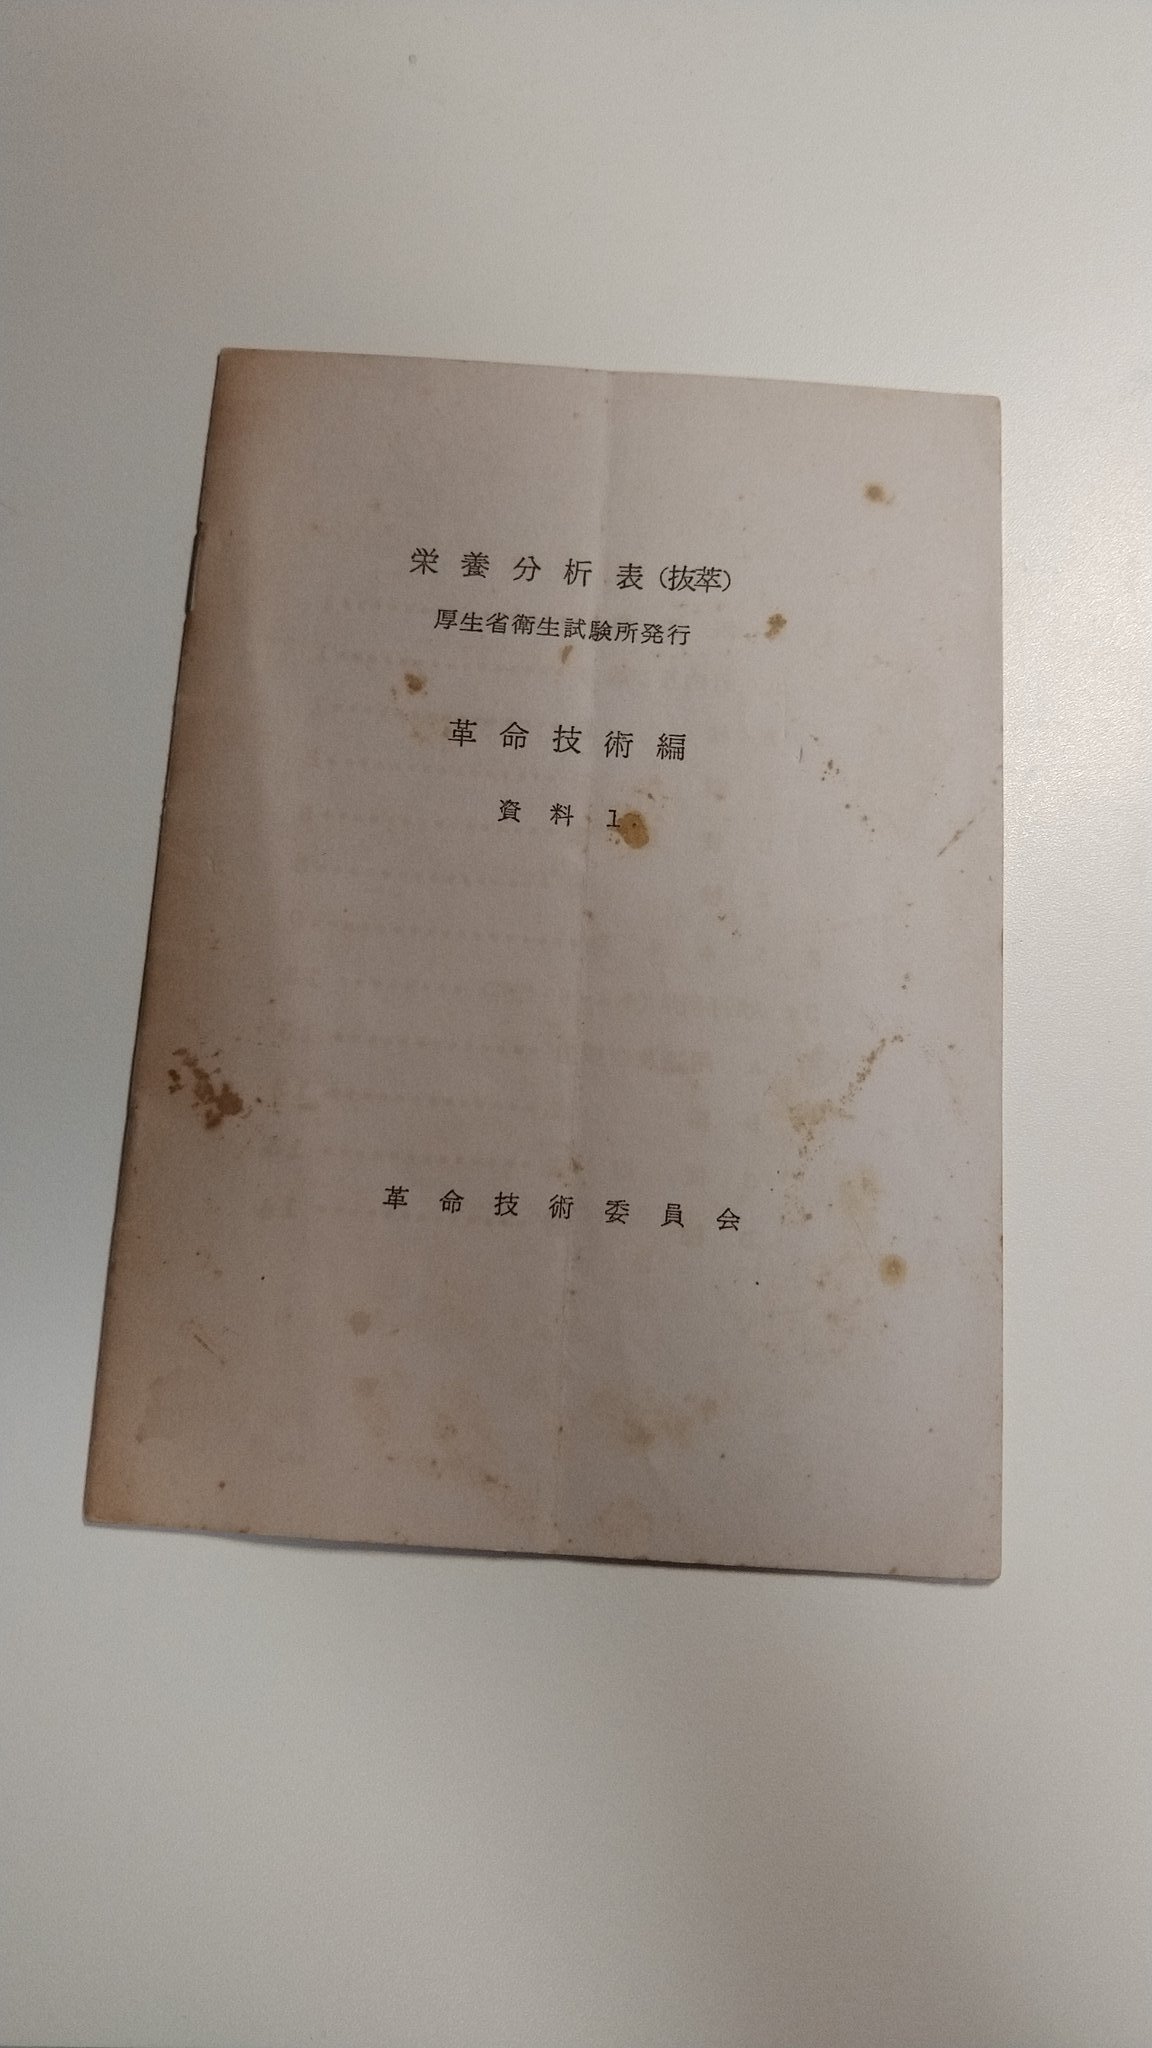 栄養分析表(抜萃)
厚生省衛生試験所発行
革命技術編
資料1.
革命技術委員会